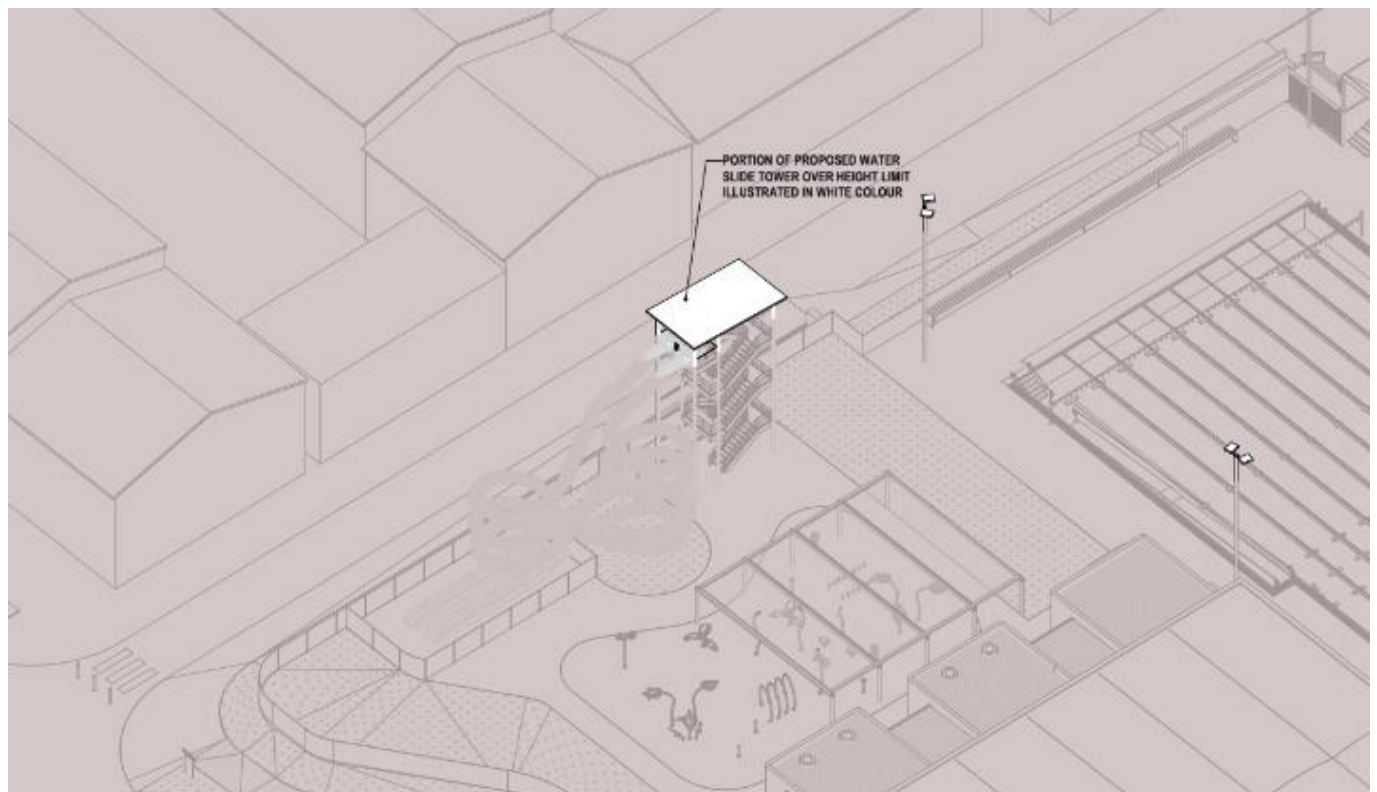 PORTION OF PROPOSED WATER
SLIDE TOWER OVER HEIGHT LIMIT
ILLUSTRATED IN WHITE COLOUR